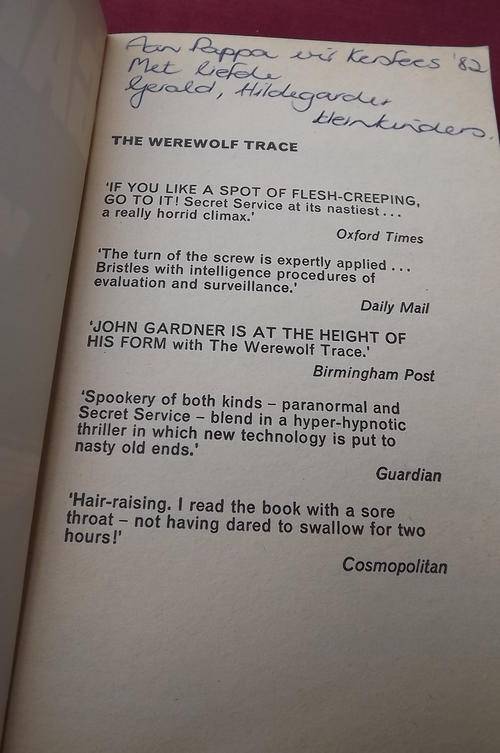 Aan Pappa vir Kersfees '82
Met liefde
Gerald, Hildegarde,
kleinkinders.
THE WEREWOLF TRACE
'IF YOU LIKE A SPOT OF FLESH-CREEPING,
GO TO IT! Secret Service at its nastiest...
a really horrid climax.'
Oxford Times
'The turn of the screw is expertly applied...
Bristles with intelligence procedures of
evaluation and surveillance.'
Daily Mail
'JOHN GARDNER IS AT THE HEIGHT OF
HIS FORM with The Werewolf Trace.'
Birmingham Post
'Spookery of both kinds – paranormal and
Secret Service – blend in a hyper-hypnotic
thriller in which new technology is put to
nasty old ends.'
Guardian
'Hair-raising. I read the book with a sore
throat – not having dared to swallow for two
hours!'
Cosmopolitan